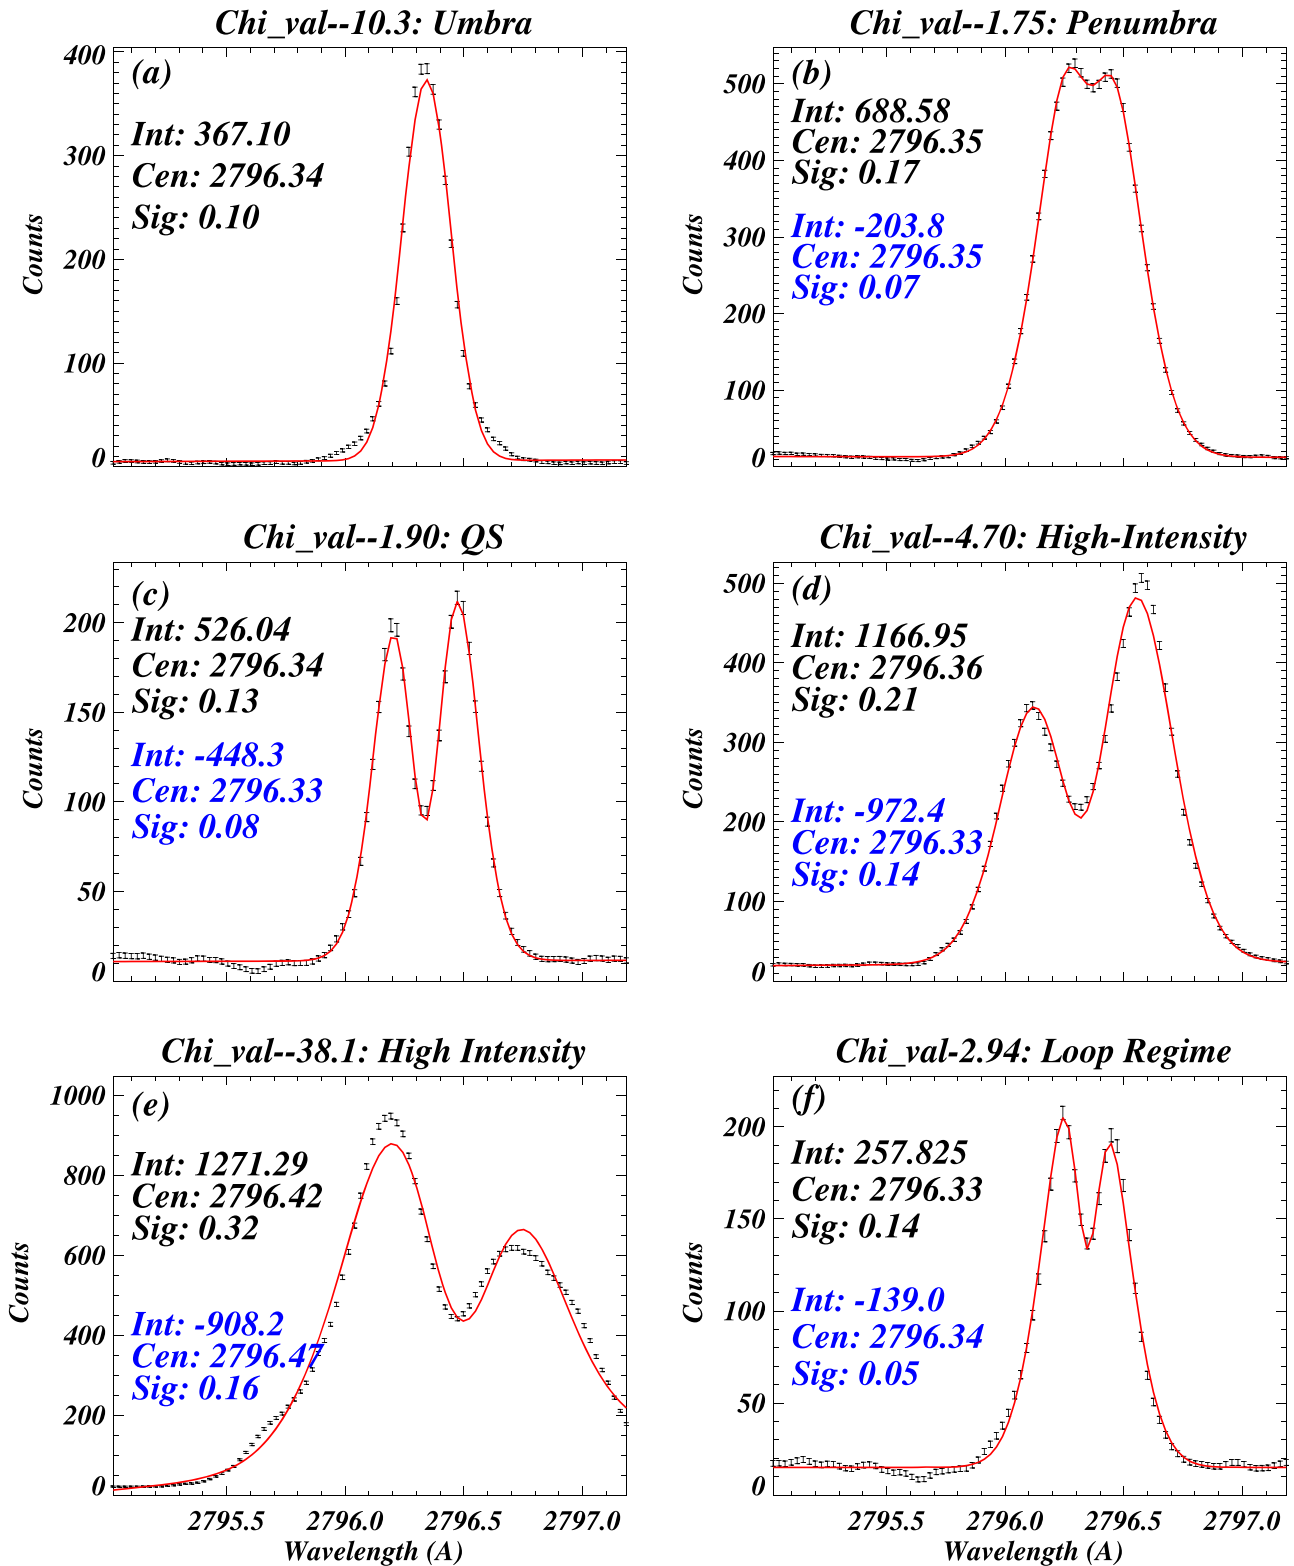 Chi_val--10.3: Umbra
(a)
Int: 367.10
Cen: 2796.34
Sig: 0.10
Counts
400
300
200
100
0
Chi_val--1.75: Penumbra
(b)
Int: 688.58
Cen: 2796.35
Sig: 0.17
Int: -203.8
Cen: 2796.35
Sig: 0.07
Counts
500
400
300
200
100
0
Chi_val--1.90: QS
(c)
Int: 526.04
Cen: 2796.34
Sig: 0.13
Int: -448.3
Cen: 2796.33
Sig: 0.08
Counts
200
150
100
50
0
Chi_val--4.70: High-Intensity
(d)
Int: 1166.95
Cen: 2796.36
Sig: 0.21
Int: -972.4
Cen: 2796.33
Sig: 0.14
Counts
500
400
300
200
100
0
Chi_val--38.1: High Intensity
(e)
Int: 1271.29
Cen: 2796.42
Sig: 0.32
Int: -908.2
Cen: 2796.47
Sig: 0.16
Counts
1000
800
600
400
200
0
2795.5 2796.0 2796.5 2797.0
Wavelength (A)
Chi_val-2.94: Loop Regime
(f)
Int: 257.825
Cen: 2796.33
Sig: 0.14
Int: -139.0
Cen: 2796.34
Sig: 0.05
Counts
200
150
100
50
0
2795.5 2796.0 2796.5 2797.0
Wavelength (A)